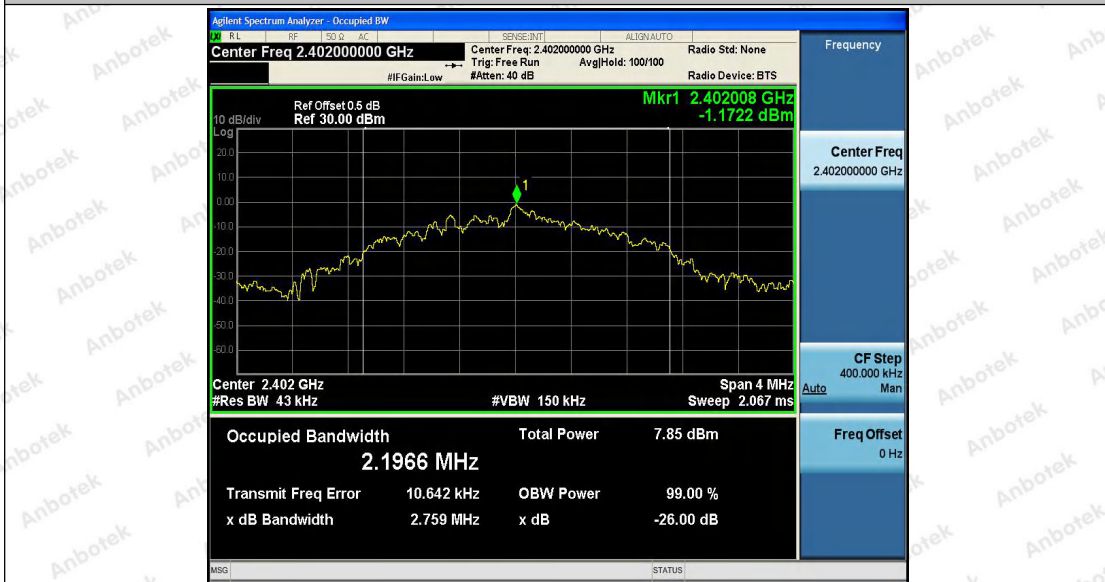 Agilent Spectrum Analyzer - Occupied BW
LXI RL RF 50 Ω AC SENSE:INT ALIGN AUTO
Center Freq 2.402000000 GHz
Center Freq: 2.402000000 GHz Radio Std: None
Trig: Free Run Avg|Hold: 100/100
#IFGain:Low #Atten: 40 dB Radio Device: BTS
Frequency
Mkr1 2.402008 GHz
-1.1722 dBm
Ref Offset 0.5 dB
10 dB/div Ref 30.00 dBm
Log
20.0
10.0
0.00
-10.0
-20.0
-30.0
-40.0
-50.0
-60.0
1
Center 2.402 GHz Span 4 MHz
#Res BW 43 kHz #VBW 150 kHz Sweep 2.067 ms
Occupied Bandwidth Total Power 7.85 dBm
2.1966 MHz
Transmit Freq Error 10.642 kHz OBW Power 99.00 %
x dB Bandwidth 2.759 MHz x dB -26.00 dB
MSG STATUS
Center Freq
2.402000000 GHz
CF Step
400.000 kHz
Auto Man
Freq Offset
0 Hz
Anbotek